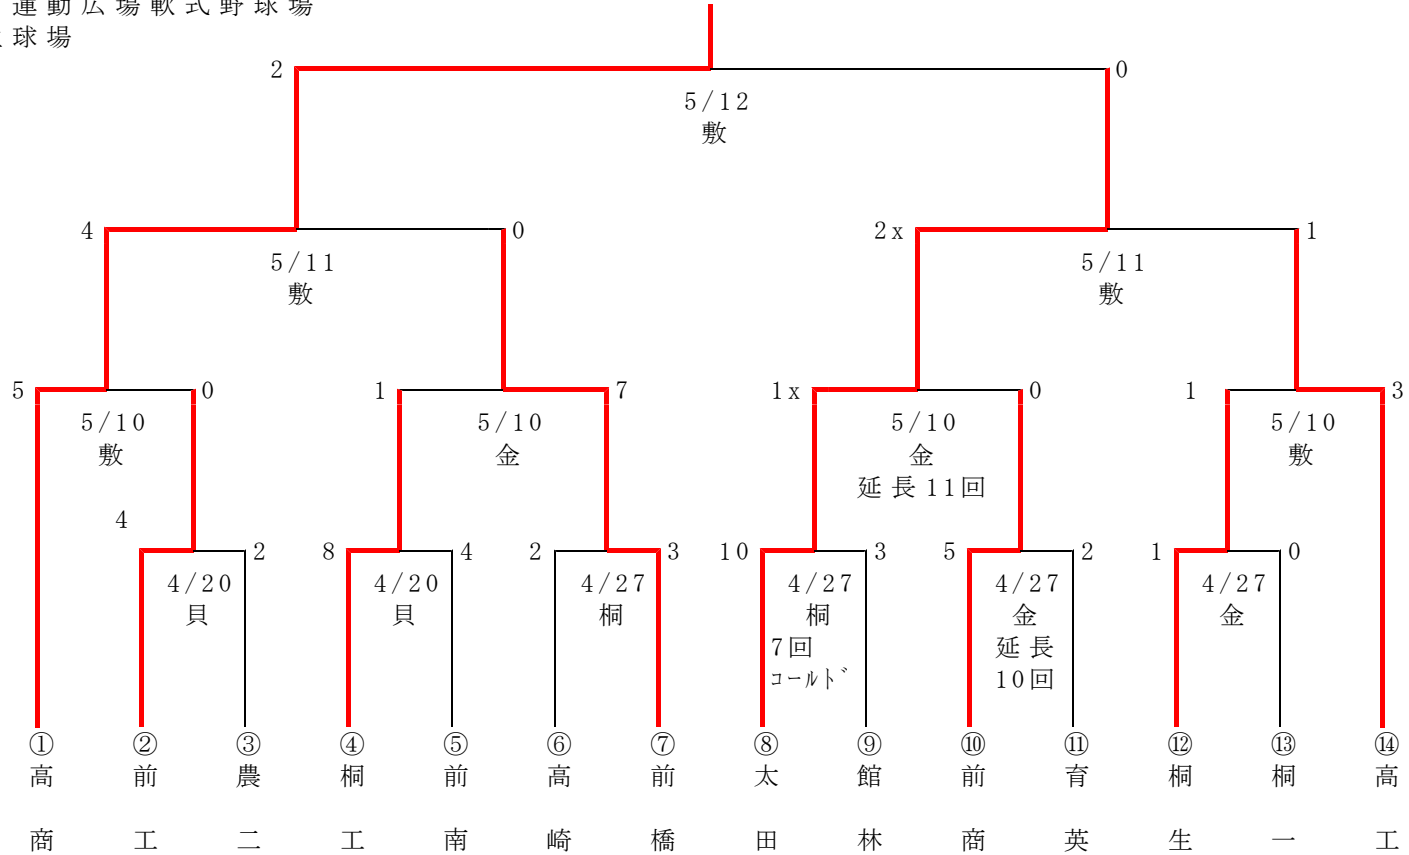 運動広場軟式野球場
球場
2 0
5/12
敷
4 0 2x 1
5/11 5/11
敷 敷
5 0 1 7 1x 0 1 3
5/10 5/10 5/10 5/10
敷 金 金 敷
延長11回
4
2 8 4 2 3 10 3 5 2 1 0
4/20 4/20 4/27 4/27 4/27 4/27
貝 貝 桐 桐 金 金
7回 延長
コールドﾞ 10回
① ② ③ ④ ⑤ ⑥ ⑦ ⑧ ⑨ ⑩ ⑪ ⑫ ⑬ ⑭
高 前 農 桐 前 高 前 太 館 前 育 桐 桐 高
商 工 二 工 南 崎 橋 田 林 商 英 生 一 工